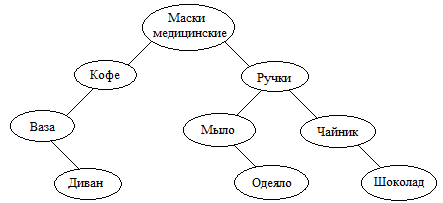 Маски
медицинские
Кофе
Ручки
Ваза
Мыло
Чайник
Диван
Одеяло
Шоколад